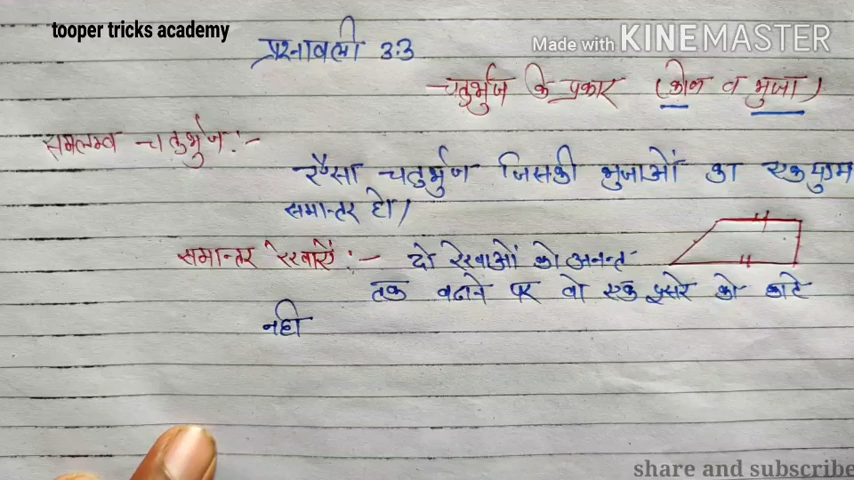 tooper tricks academy
Made with KINEMASTER
प्रश्नावली 3.3
चतुर्भुज के प्रकार (कोन व भुजा)
समलम्ब चतुर्भुज :-
ऐसा चतुर्भुज जिसकी भुजाओं का एक युग्म
समान्तर हो।
समान्तर रेखाऐं :- दो रेखाओं को अनन्त
तक बढाने पर वो एक दूसरे को काटे
नही
share and subscribe